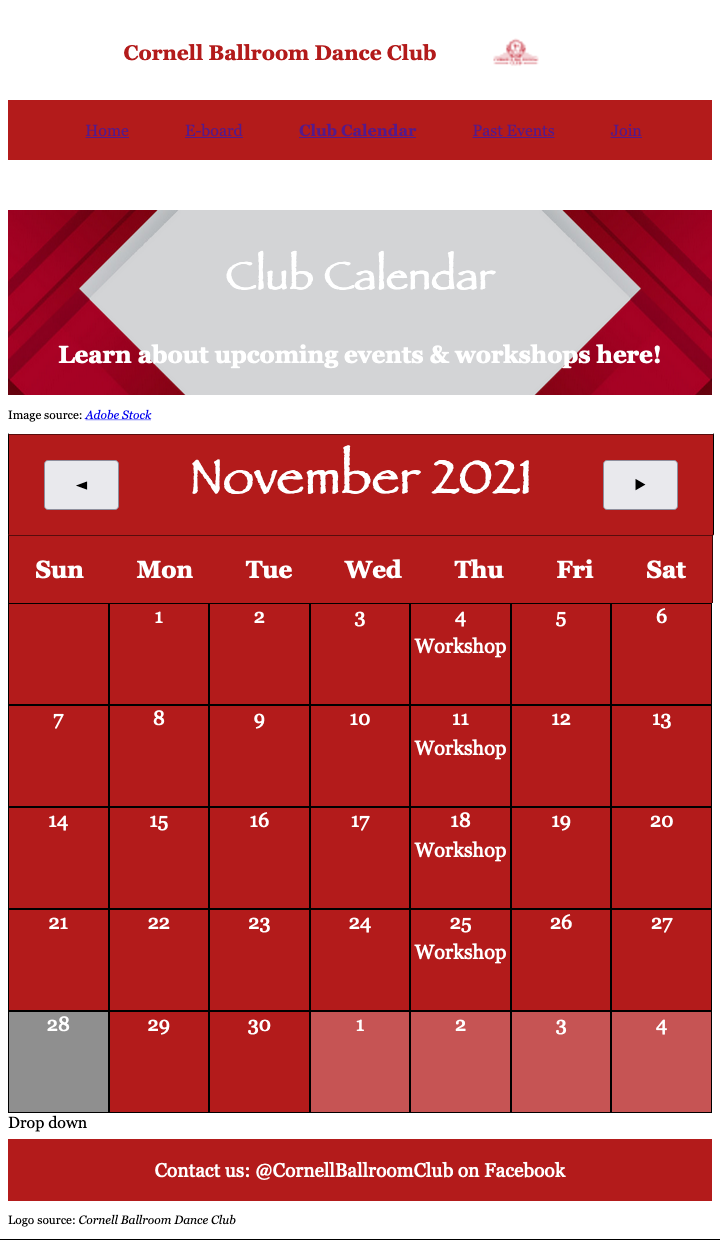 Cornell Ballroom Dance Club
Home E-board Club Calendar Past Events Join
Club Calendar
Learn about upcoming events & workshops here!
Image source: Adobe Stock
◄ November 2021 ►
Sun Mon Tue Wed Thu Fri Sat
1 2 3 4 5 6
Workshop
7 8 9 10 11 12 13
Workshop
14 15 16 17 18 19 20
Workshop
21 22 23 24 25 26 27
Workshop
28 29 30 1 2 3 4
Drop down
Contact us: @CornellBallroomClub on Facebook
Logo source: Cornell Ballroom Dance Club